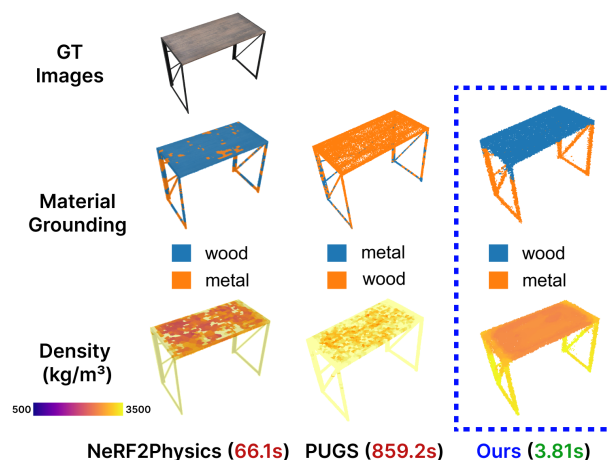 GT
Images
Material
Grounding
wood
metal
metal
wood
wood
metal
Density
(kg/m³)
500
3500
NeRF2Physics (66.1s)
PUGS (859.2s)
Ours (3.81s)